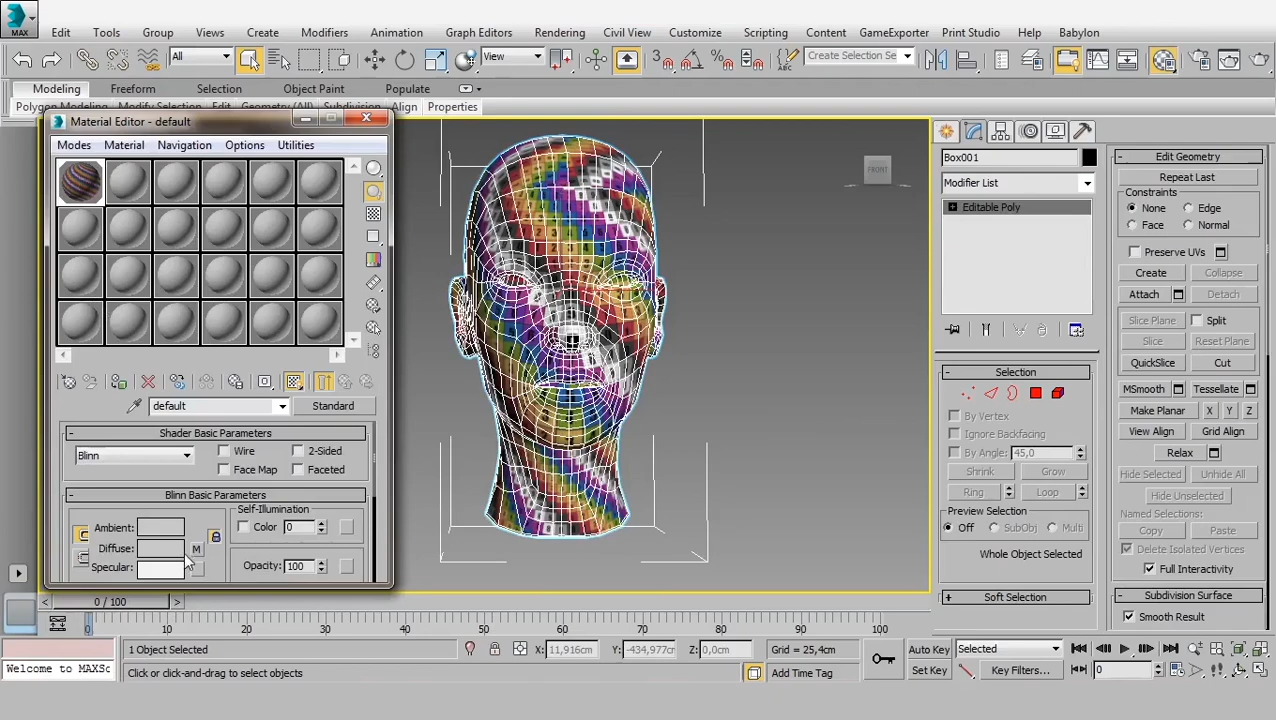 MAX
Edit Tools Group Views Create Modifiers Animation Graph Editors Rendering Civil View Customize Scripting Content GameExporter Print Studio Help Banner
All View Create Selection Se
Modeling Freeform Selection Object Paint Populate
Polygon Modeling Modify Selection Edit Geometry (All) Subdivision Align Properties
Material Editor - default
Modes Material Navigation Options Utilities
default Standard
Shader Basic Parameters
Blinn Wire 2-Sided
Face Map Faceted
Blinn Basic Parameters
Self-Illumination
Ambient: Color 0
Diffuse: M
Specular: Opacity: 100
FRONT
Box001
Modifier List
Editable Poly
Selection
By Vertex
Ignore Backfacing
By Angle: 45,0
Shrink Grow
Ring Loop
Preview Selection
Off SubObj Multi
Whole Object Selected
Soft Selection
Edit Geometry
Repeat Last
Constraints
None Edge
Face Normal
Preserve UVs
Create Collapse
Attach Detach
Slice Plane Split
Slice Reset Plane
QuickSlice Cut
MSmooth Tessellate
Make Planar X Y Z
View Align Grid Align
Relax
Hide Selected Unhide All
Hide Unselected
Named Selections:
Copy Paste
Delete Isolated Vertices
Full Interactivity
Subdivision Surface
Smooth Result
0 / 100
0 10 20 30 40 50 60 70 80 90 100
1 Object Selected X: 11,916cm Y: -434,977cm Z: 0,0cm Grid = 25,4cm Auto Key Selected
Welcome to MAXSc Click or click-and-drag to select objects Add Time Tag Set Key Key Filters... 0